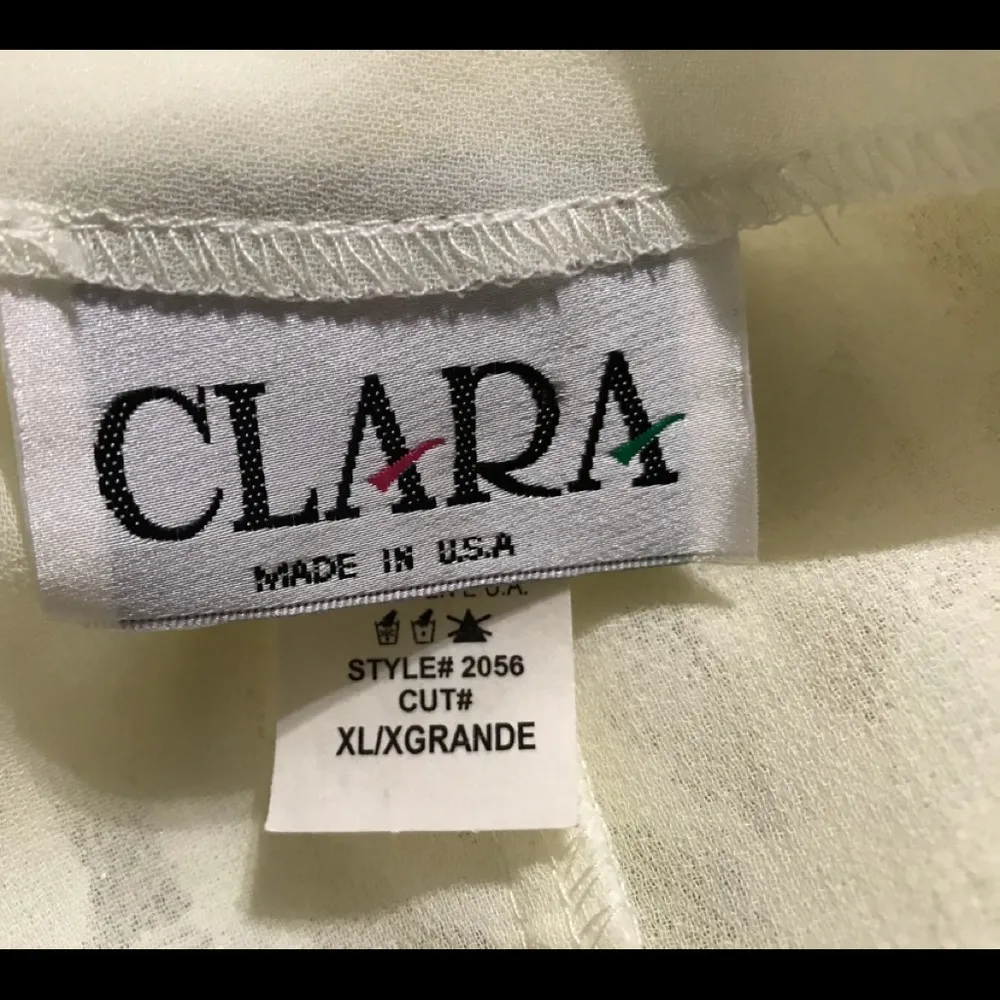 CLARA
MADE IN U.S.A
U.A.
STYLE# 2056
CUT#
XL/XGRANDE